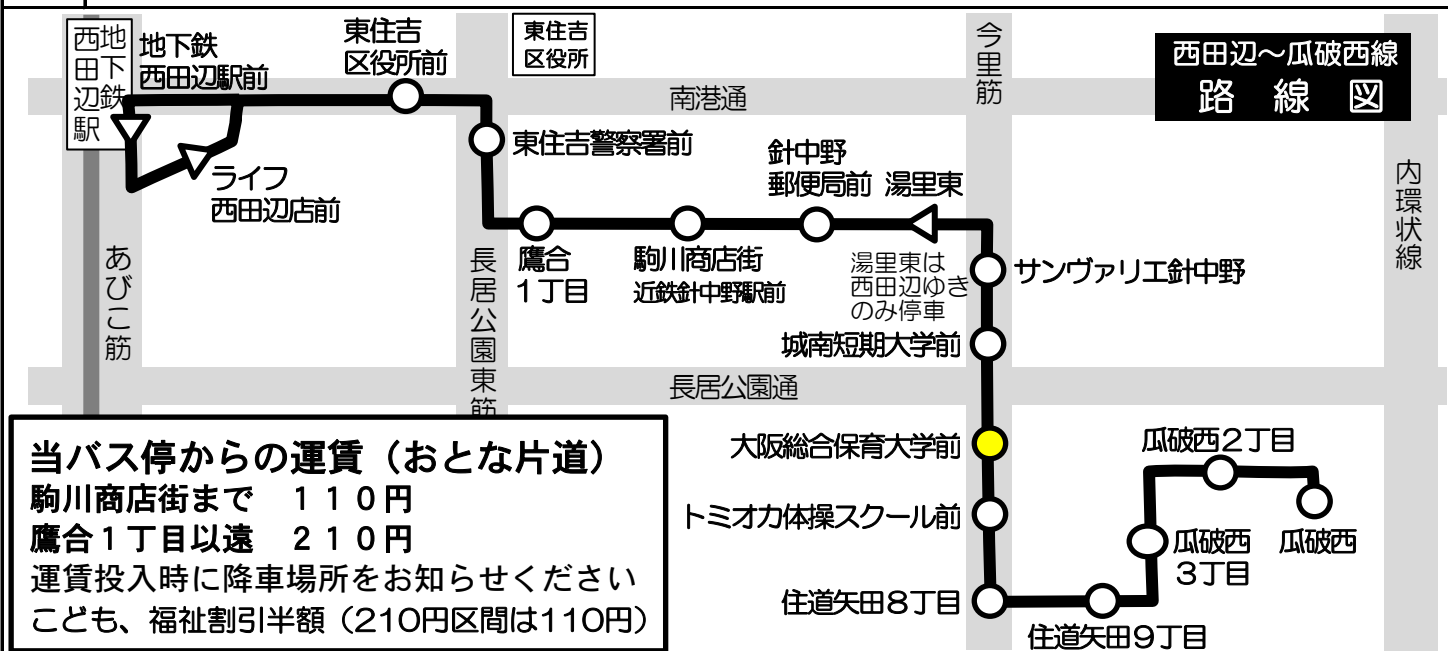 西田辺〜瓜破西線
路線図
地下鉄
西田辺駅
地下鉄
西田辺駅前
東住吉
区役所前
東住吉
区役所
南港通
今里筋
内環状線
東住吉警察署前
ライフ
西田辺店前
針中野
郵便局前
湯里東
あびこ筋
長居公園東筋
鷹合
1丁目
駒川商店街
近鉄針中野駅前
湯里東は
西田辺ゆき
のみ停車
サンヴァリエ針中野
城南短期大学前
長居公園通
大阪総合保育大学前
トミオカ体操スクール前
住道矢田8丁目
住道矢田9丁目
瓜破西
3丁目
瓜破西2丁目
瓜破西
当バス停からの運賃（おとな片道）
駒川商店街まで　１１０円
鷹合１丁目以遠　２１０円
運賃投入時に降車場所をお知らせください
こども、福祉割引半額（210円区間は110円）